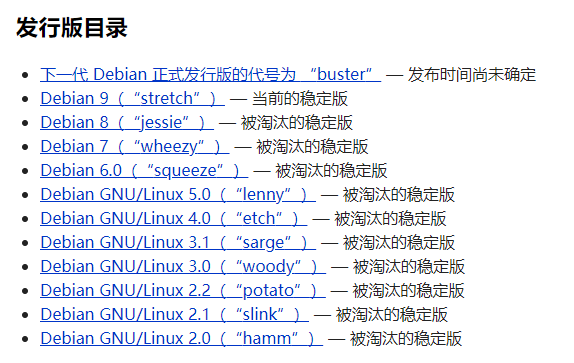 发行版目录
下一代 Debian 正式发行版的代号为 “buster” — 发布时间尚未确定
Debian 9（“stretch”） — 当前的稳定版
Debian 8（“jessie”） — 被淘汰的稳定版
Debian 7（“wheezy”） — 被淘汰的稳定版
Debian 6.0（“squeeze”） — 被淘汰的稳定版
Debian GNU/Linux 5.0（“lenny”） — 被淘汰的稳定版
Debian GNU/Linux 4.0（“etch”） — 被淘汰的稳定版
Debian GNU/Linux 3.1（“sarge”） — 被淘汰的稳定版
Debian GNU/Linux 3.0（“woody”） — 被淘汰的稳定版
Debian GNU/Linux 2.2（“potato”） — 被淘汰的稳定版
Debian GNU/Linux 2.1（“slink”） — 被淘汰的稳定版
Debian GNU/Linux 2.0（“hamm”） — 被淘汰的稳定版